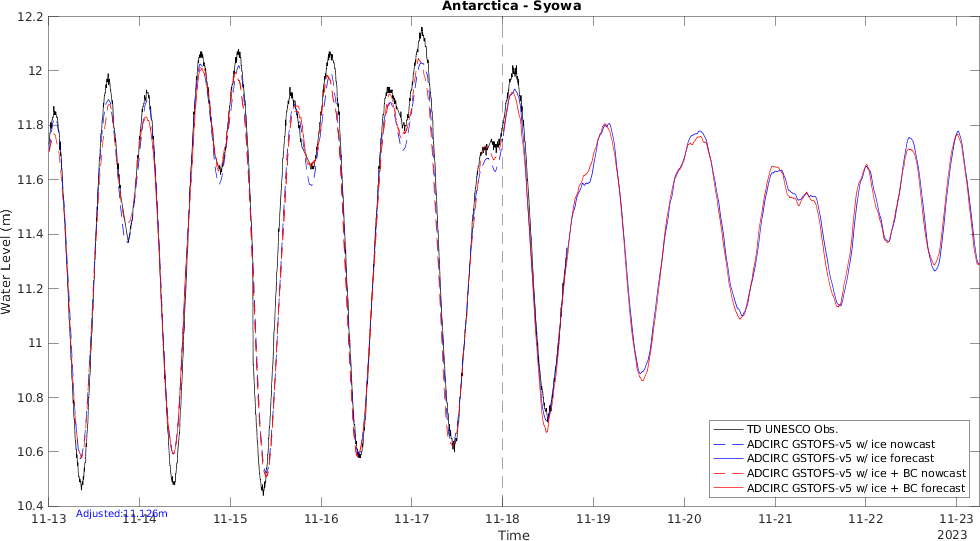 Antarctica - Syowa
12.2
12
11.8
11.6
11.4
11.2
11
10.8
10.6
10.4
Water Level (m)
TD UNESCO Obs.
ADCIRC GSTOFS-v5 w/ ice nowcast
ADCIRC GSTOFS-v5 w/ ice forecast
ADCIRC GSTOFS-v5 w/ ice + BC nowcast
ADCIRC GSTOFS-v5 w/ ice + BC forecast
Adjusted:11.126m
11-13 11-14 11-15 11-16 11-17 11-18 11-19 11-20 11-21 11-22 11-23
Time
2023